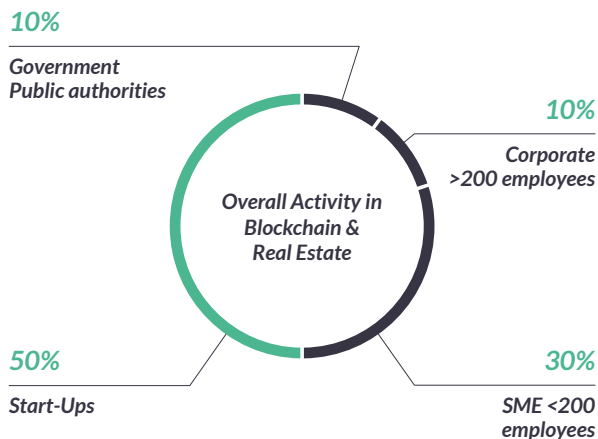 10%
Government
Public authorities
10%
Corporate
>200 employees
Overall Activity in
Blockchain &
Real Estate
50%
Start-Ups
30%
SME <200
employees